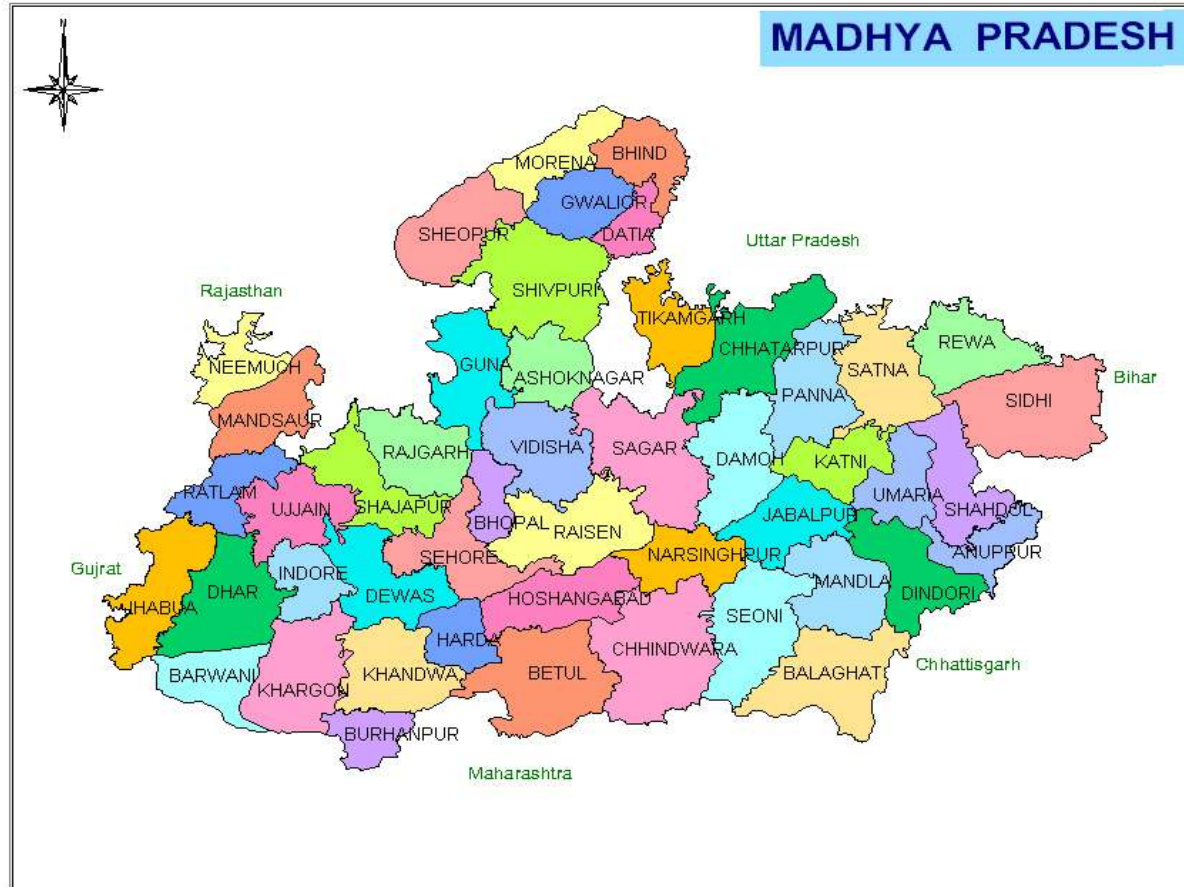 MADHYA PRADESH
N
BHIND
MORENA
GWALIOR
SHEOPUR
DATIA
Uttar Pradesh
SHIVPURI
Rajasthan
TIKAMGARH
CHHATARPUR
REWA
NEEMUCH
GUNA
ASHOKNAGAR
SATNA
Bihar
PANNA
SIDHI
MANDSAUR
RAJGARH
VIDISHA
SAGAR
DAMOH
KATNI
RATLAM
UJJAIN
SHAJAPUR
BHOPAL
RAISEN
JABALPUR
UMARIA
SHAHDOL
Gujrat
INDORE
SEHORE
NARSINGHPUR
ANUPPUR
JHABUA
DHAR
DEWAS
HOSHANGABAD
MANDLA
DINDORI
SEONI
HARDA
CHHINDWARA
BARWANI
KHARGON
KHANDWA
BETUL
BALAGHAT
Chhattisgarh
BURHANPUR
Maharashtra